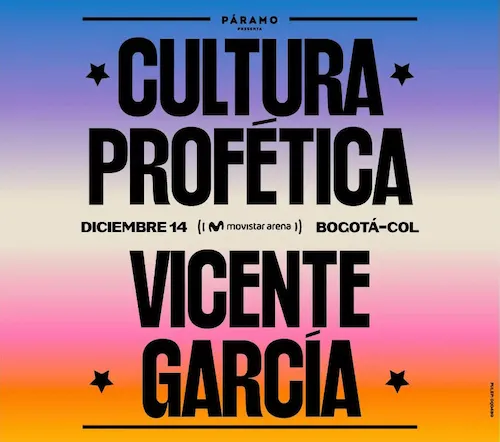 PÁRAMO
PRESENTA
CULTURA
PROFÉTICA
DICIEMBRE 14 movistar arena BOGOTÁ-COL
VICENTE
GARCÍA